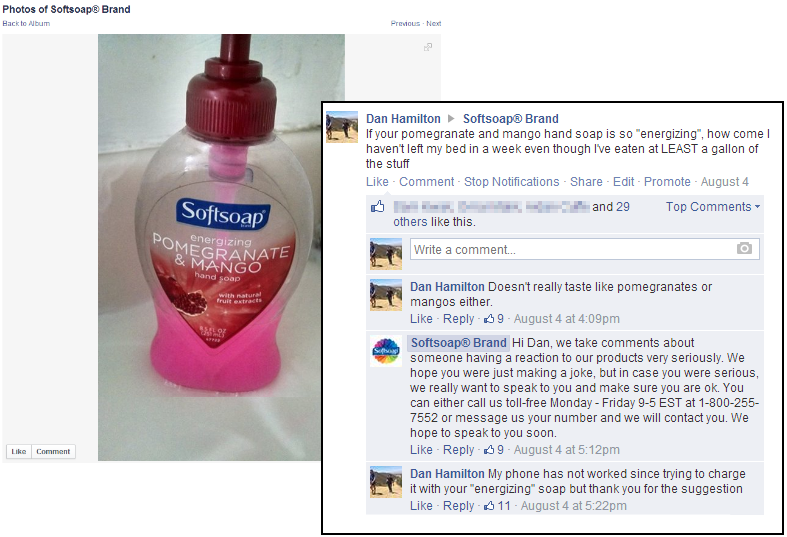 Photos of Softsoap® Brand
Back to Album
Previous · Next
Softsoap
brand
energizing
POMEGRANATE
& MANGO
hand soap
with natural
fruit extracts
Like Comment
Dan Hamilton ▶ Softsoap® Brand
If your pomegranate and mango hand soap is so "energizing", how come I
haven't left my bed in a week even though I've eaten at LEAST a gallon of
the stuff
Like · Comment · Stop Notifications · Share · Edit · Promote · August 4
and 29
others like this.
Top Comments
Write a comment...
Dan Hamilton Doesn't really taste like pomegranates or
mangos either.
Like · Reply · 9 · August 4 at 4:09pm
Softsoap
Softsoap® Brand Hi Dan, we take comments about
someone having a reaction to our products very seriously. We
hope you were just making a joke, but in case you were serious,
we really want to speak to you and make sure you are ok. You
can either call us toll-free Monday - Friday 9-5 EST at 1-800-255-
7552 or message us your number and we will contact you. We
hope to speak to you soon.
Like · Reply · 9 · August 4 at 5:12pm
Dan Hamilton My phone has not worked since trying to charge
it with your "energizing" soap but thank you for the suggestion
Like · Reply · 11 · August 4 at 5:22pm